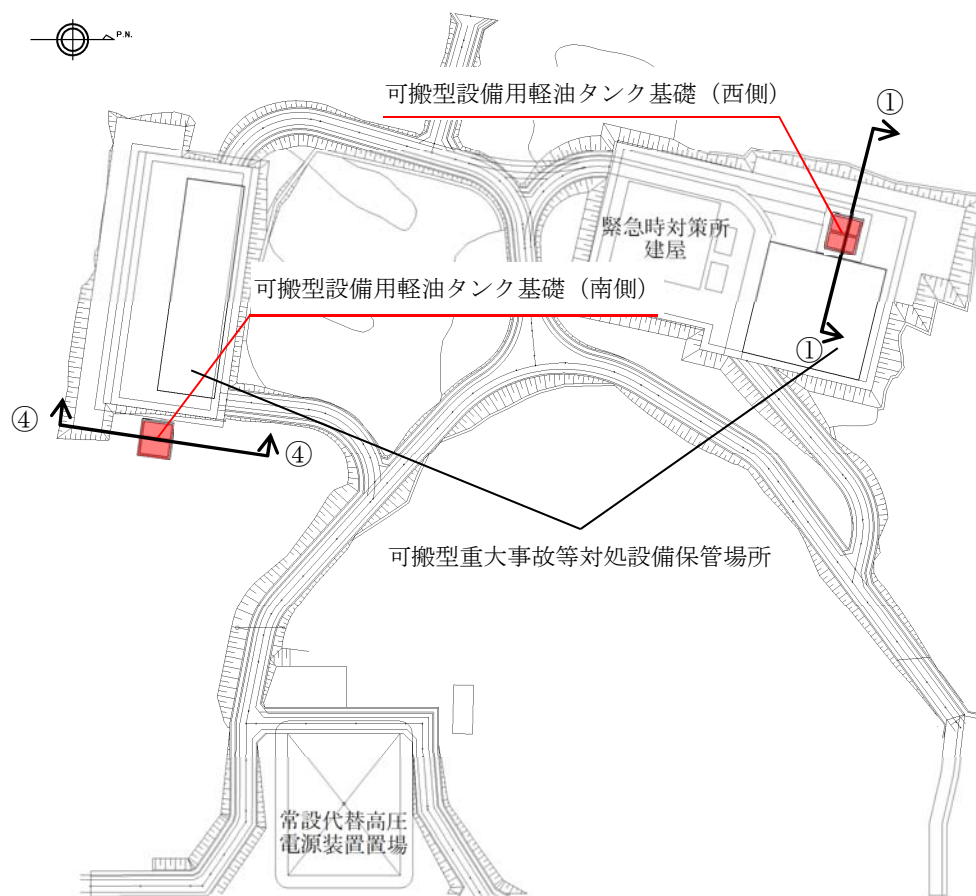 P.N.
可搬型設備用軽油タンク基礎（西側）
①
緊急時対策所
建屋
可搬型設備用軽油タンク基礎（南側）
①
④
④
可搬型重大事故等対処設備保管場所
常設代替高圧
電源装置置場